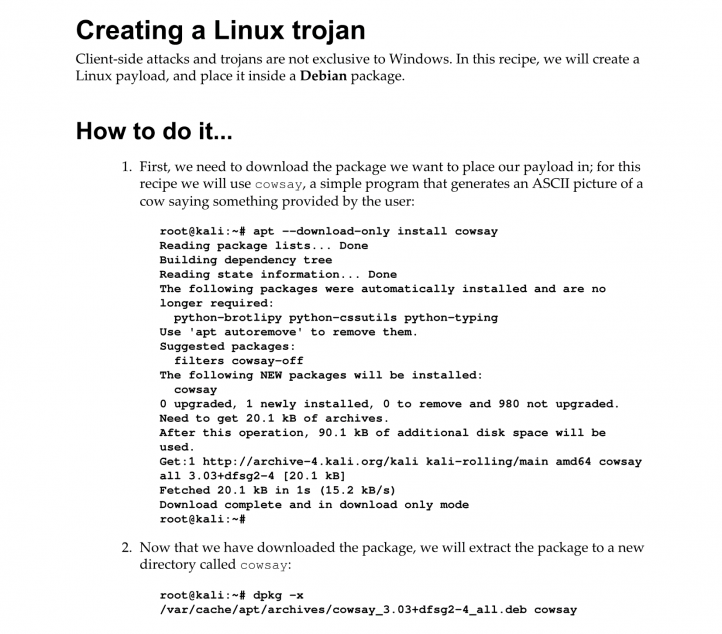 Creating a Linux trojan
Client-side attacks and trojans are not exclusive to Windows. In this recipe, we will create a
Linux payload, and place it inside a Debian package.
How to do it...
1. First, we need to download the package we want to place our payload in; for this
recipe we will use cowsay, a simple program that generates an ASCII picture of a
cow saying something provided by the user:
root@kali:~# apt --download-only install cowsay
Reading package lists... Done
Building dependency tree
Reading state information... Done
The following packages were automatically installed and are no
longer required:
python-brotlipy python-cssutils python-typing
Use 'apt autoremove' to remove them.
Suggested packages:
filters cowsay-off
The following NEW packages will be installed:
cowsay
0 upgraded, 1 newly installed, 0 to remove and 980 not upgraded.
Need to get 20.1 kB of archives.
After this operation, 90.1 kB of additional disk space will be
used.
Get:1 http://archive-4.kali.org/kali kali-rolling/main amd64 cowsay
all 3.03+dfsg2-4 [20.1 kB]
Fetched 20.1 kB in 1s (15.2 kB/s)
Download complete and in download only mode
root@kali:~#
2. Now that we have downloaded the package, we will extract the package to a new
directory called cowsay:
root@kali:~# dpkg -x
/var/cache/apt/archives/cowsay_3.03+dfsg2-4_all.deb cowsay